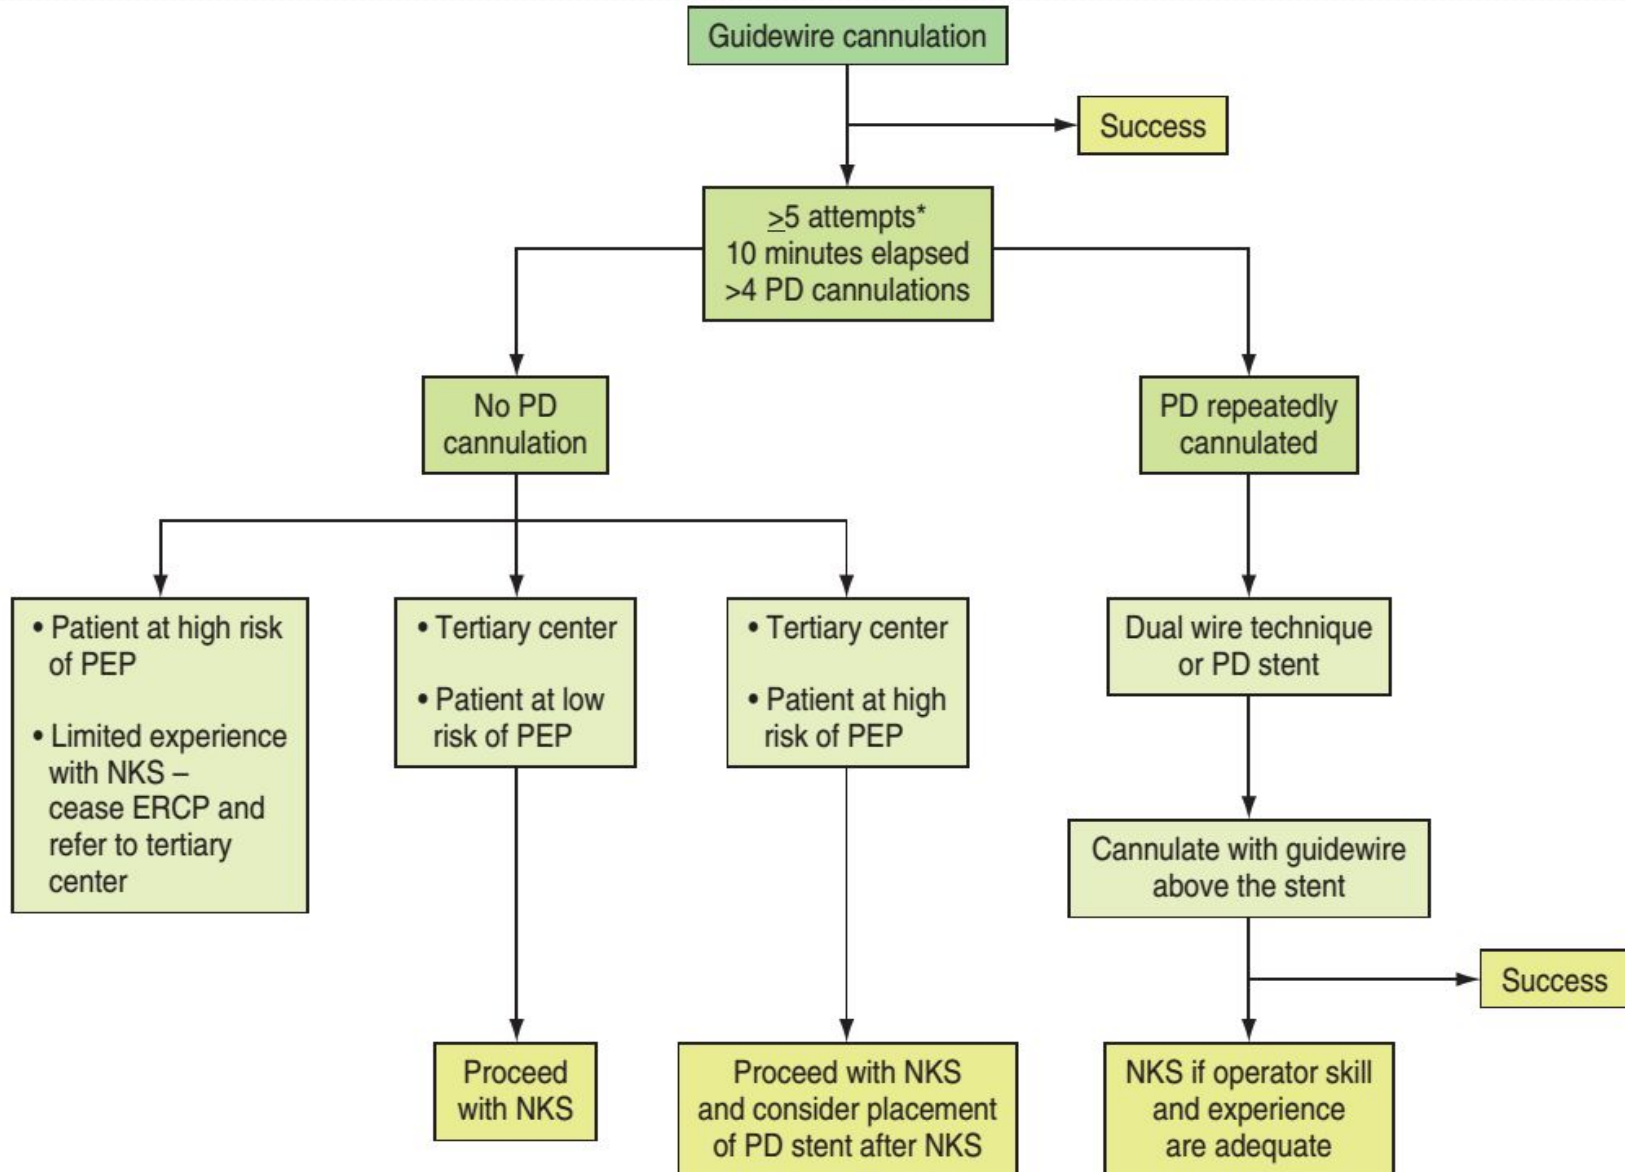 Guidewire cannulation
Success
≥5 attempts*
10 minutes elapsed
>4 PD cannulations
No PD
cannulation
PD repeatedly
cannulated
• Patient at high risk
of PEP
• Limited experience
with NKS –
cease ERCP and
refer to tertiary
center
• Tertiary center
• Patient at low
risk of PEP
• Tertiary center
• Patient at high
risk of PEP
Dual wire technique
or PD stent
Cannulate with guidewire
above the stent
Success
Proceed
with NKS
Proceed with NKS
and consider placement
of PD stent after NKS
NKS if operator skill
and experience
are adequate